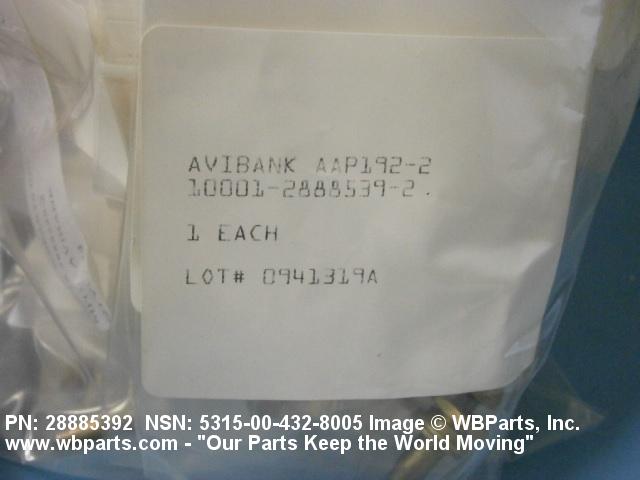 AVIBANK AAP192-2
10001-2888539-2.
1 EACH
LOT# 0941319A
PN: 28885392 NSN: 5315-00-432-8005 Image © WBParts, Inc.
www.wbparts.com - "Our Parts Keep the World Moving"